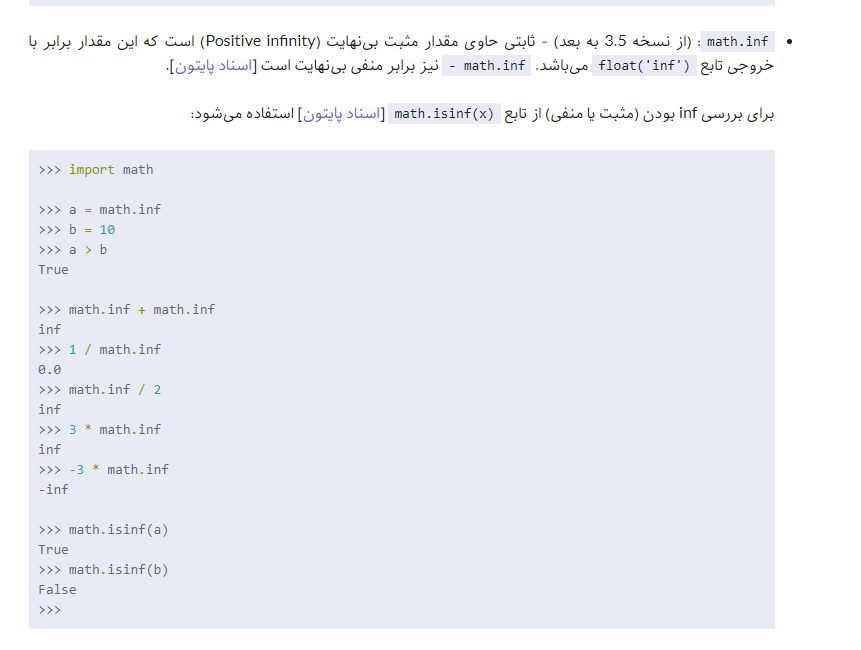 math.inf : (از نسخه 3.5 به بعد) - ثابتی حاوی مقدار مثبت بی‌نهایت (Positive infinity) است که این مقدار برابر با
خروجی تابع float('inf') می‌باشد. math.inf - نیز برابر منفی بی‌نهایت است [اسناد پایتون].
برای بررسی inf بودن (مثبت یا منفی) از تابع math.isinf(x) [اسناد پایتون] استفاده می‌شود:
>>> import math
>>> a = math.inf
>>> b = 10
>>> a > b
True
>>> math.inf + math.inf
inf
>>> 1 / math.inf
0.0
>>> math.inf / 2
inf
>>> 3 * math.inf
inf
>>> -3 * math.inf
-inf
>>> math.isinf(a)
True
>>> math.isinf(b)
False
>>>